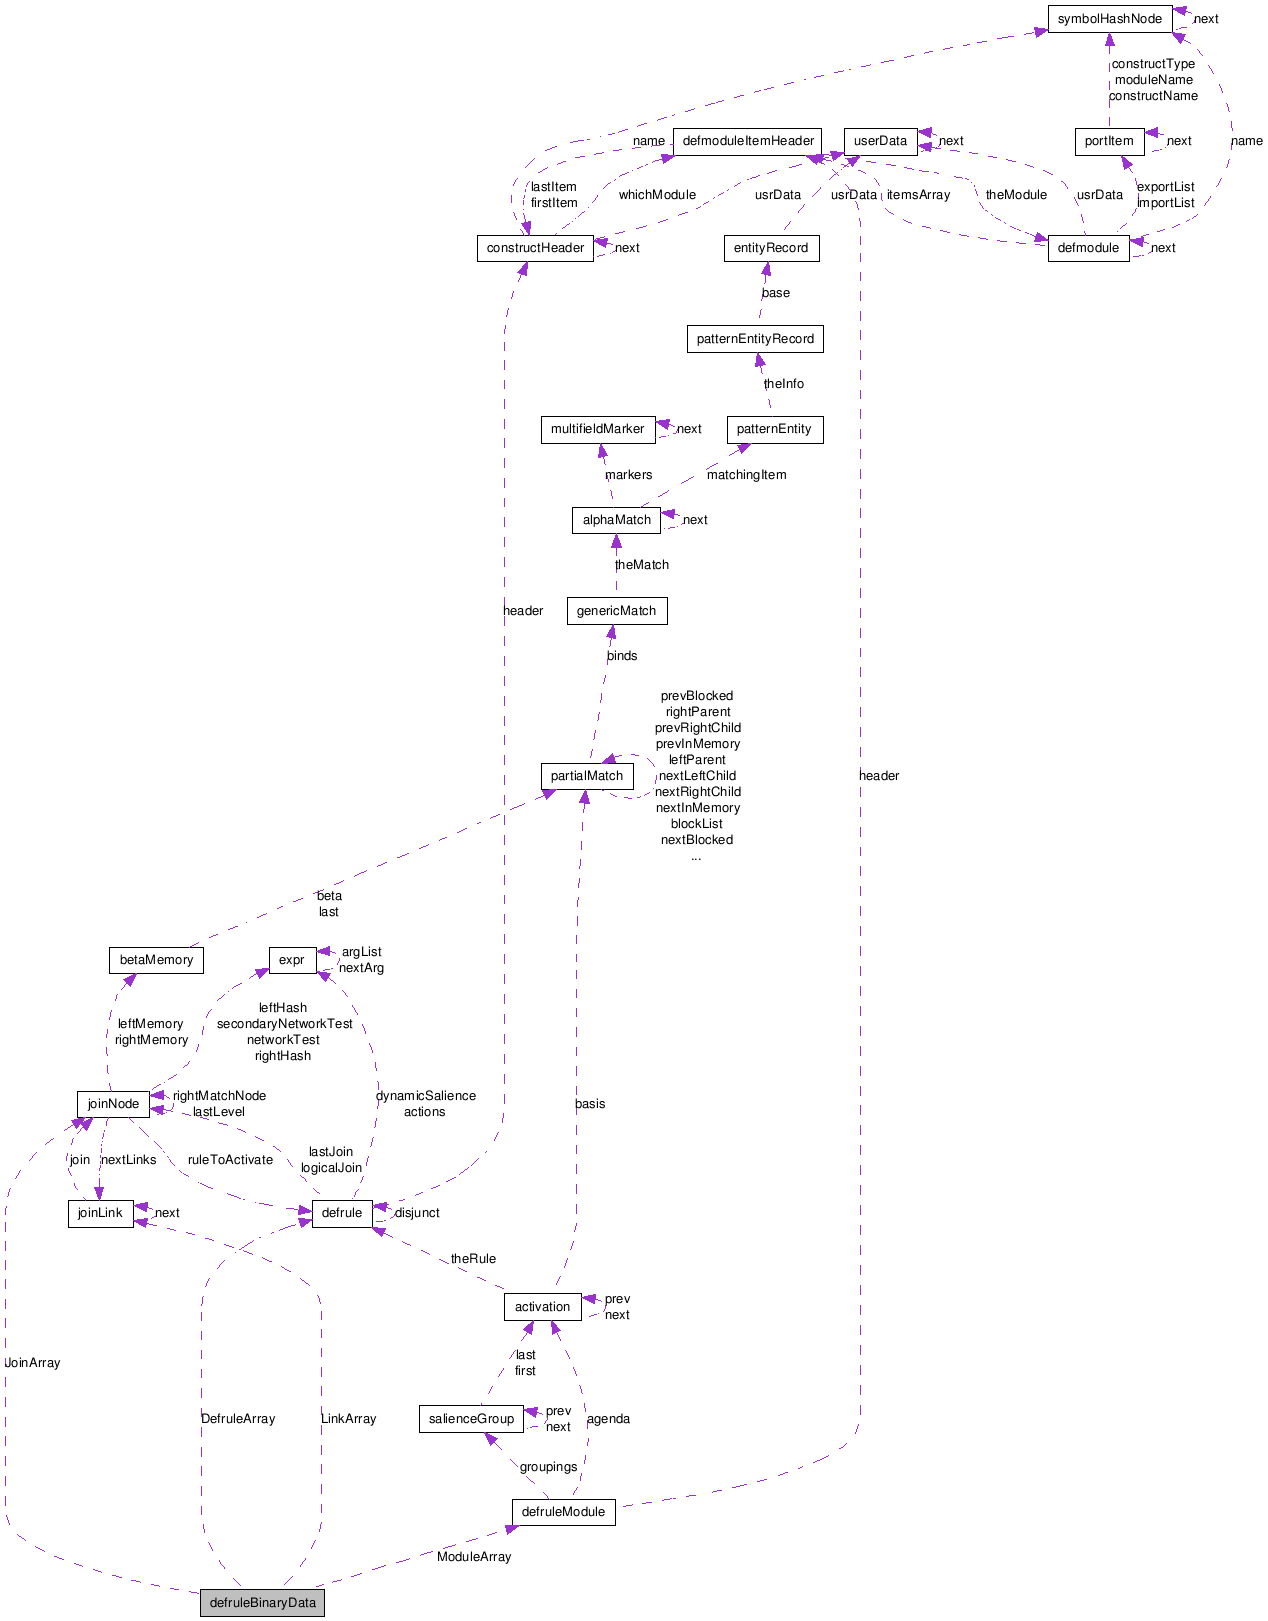 symbolHashNode
next
constructType
moduleName
constructName
name
defmoduleItemHeader
userData
next
portItem
next
name
lastItem
firstItem
whichModule
usrData
usrData
itemsArray
theModule
usrData
exportList
importList
constructHeader
next
entityRecord
defmodule
next
base
patternEntityRecord
theInfo
multifieldMarker
next
patternEntity
markers
matchingItem
alphaMatch
next
theMatch
header
genericMatch
binds
prevBlocked
rightParent
prevRightChild
prevInMemory
leftParent
nextLeftChild
nextRightChild
nextInMemory
blockList
nextBlocked
...
partialMatch
header
beta
last
betaMemory
expr
argList
nextArg
leftMemory
rightMemory
leftHash
secondaryNetworkTest
networkTest
rightHash
joinNode
rightMatchNode
lastLevel
dynamicSalience
actions
basis
join
nextLinks
ruleToActivate
lastJoin
logicalJoin
joinLink
next
defrule
disjunct
theRule
activation
prev
next
JoinArray
last
first
DefruleArray
LinkArray
salienceGroup
prev
next
agenda
groupings
defruleModule
ModuleArray
defruleBinaryData